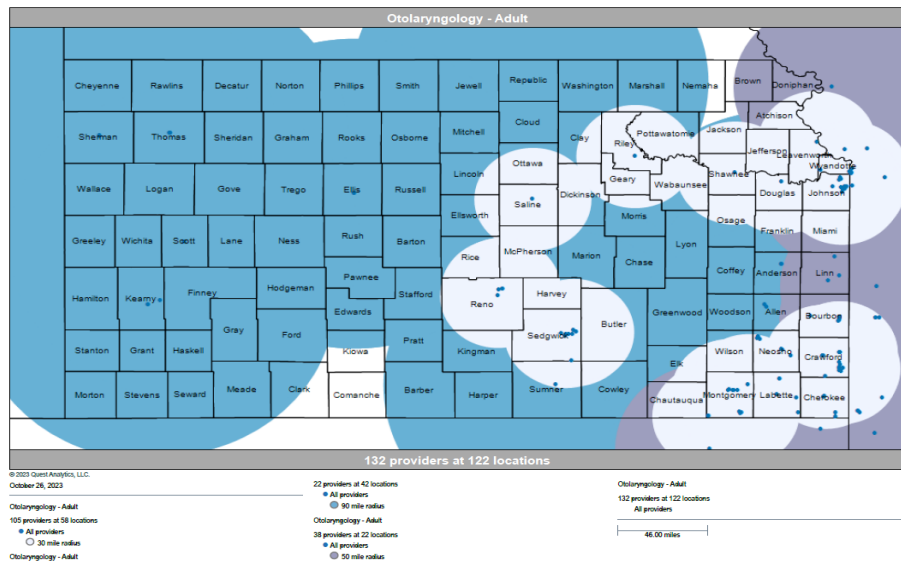 Otolaryngology - Adult
Cheyenne Rawlins Decatur Norton Phillips Smith Jewell Republic Washington Marshall Nemaha Brown Doniphan
Sherman Thomas Sheridan Graham Rooks Osborne Mitchell Cloud Clay Riley Pottawatomie Jackson Atchison
Jefferson Leavenworth Wyandotte
Wallace Logan Gove Trego Ellis Russell Lincoln Ottawa Saline Dickinson Geary Wabaunsee Shawnee Douglas Johnson
Greeley Wichita Scott Lane Ness Rush Barton Ellsworth McPherson Marion Morris Chase Lyon Osage Franklin Miami
Hamilton Kearny Finney Hodgeman Pawnee Stafford Rice Reno Harvey Butler Greenwood Coffey Anderson Linn
Gray Ford Edwards Sedgwick Woodson Allen Bourbon
Stanton Grant Haskell Kiowa Pratt Kingman Elk Wilson Neosho Crawford
Morton Stevens Seward Meade Clark Comanche Barber Harper Sumner Cowley Chautauqua Montgomery Labette Cherokee
132 providers at 122 locations
© 2023 Quest Analytics, LLC.
October 26, 2023
Otolaryngology - Adult
105 providers at 58 locations
All providers
30 mile radius
Otolaryngology - Adult
22 providers at 42 locations
All providers
90 mile radius
Otolaryngology - Adult
38 providers at 22 locations
All providers
50 mile radius
Otolaryngology - Adult
132 providers at 122 locations
All providers
46.00 miles